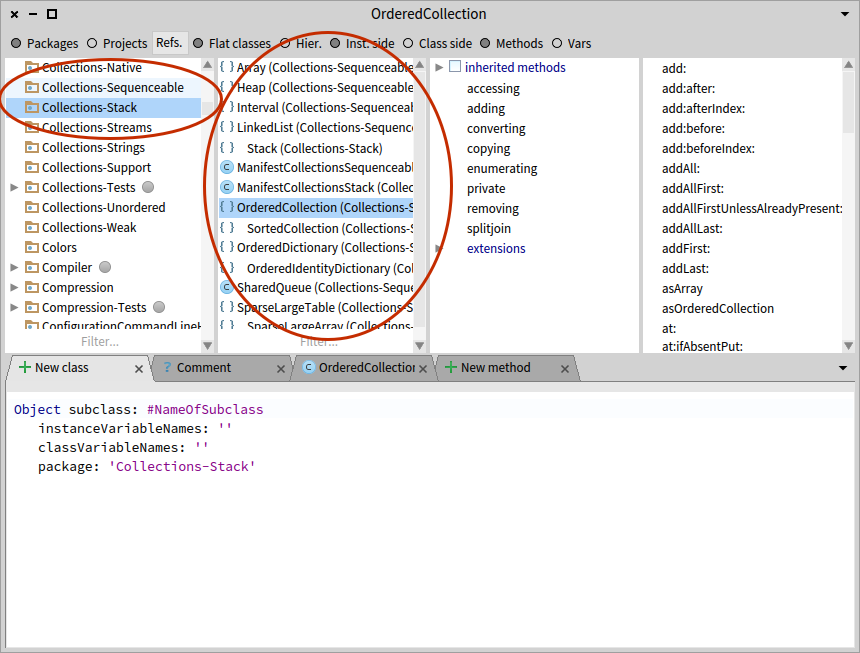 OrderedCollection
Packages Projects Refs. Flat classes Hier. Inst. side Class side Methods Vars
Collections-Native
Collections-Sequenceable
Collections-Stack
Collections-Streams
Collections-Strings
Collections-Support
Collections-Tests
Collections-Unordered
Collections-Weak
Colors
Compiler
Compression
Compression-Tests
ConfigurationCommandLineH
Filter...
{ } Array (Collections-Sequenceable
{ } Heap (Collections-Sequenceable
{ } Interval (Collections-Sequenceab
{ } LinkedList (Collections-Sequence
{ } Stack (Collections-Stack)
C ManifestCollectionsSequenceabl
C ManifestCollectionsStack (Collec
{ } OrderedCollection (Collections-S
{ } SortedCollection (Collections-S
{ } OrderedDictionary (Collections-S
{ } OrderedIdentityDictionary (Col
C SharedQueue (Collections-Seque
{ } SparseLargeTable (Collections-S
{ } SparseLargeArray (Collections-
Filter...
inherited methods
accessing
adding
converting
copying
enumerating
private
removing
splitjoin
extensions
add:
add:after:
add:afterIndex:
add:before:
add:beforeIndex:
addAll:
addAllFirst:
addAllFirstUnlessAlreadyPresent:
addAllLast:
addFirst:
addLast:
asArray
asOrderedCollection
at:
at:ifAbsentPut:
New class ? Comment C OrderedCollection New method
Object subclass: #NameOfSubclass
instanceVariableNames: ''
classVariableNames: ''
package: 'Collections-Stack'